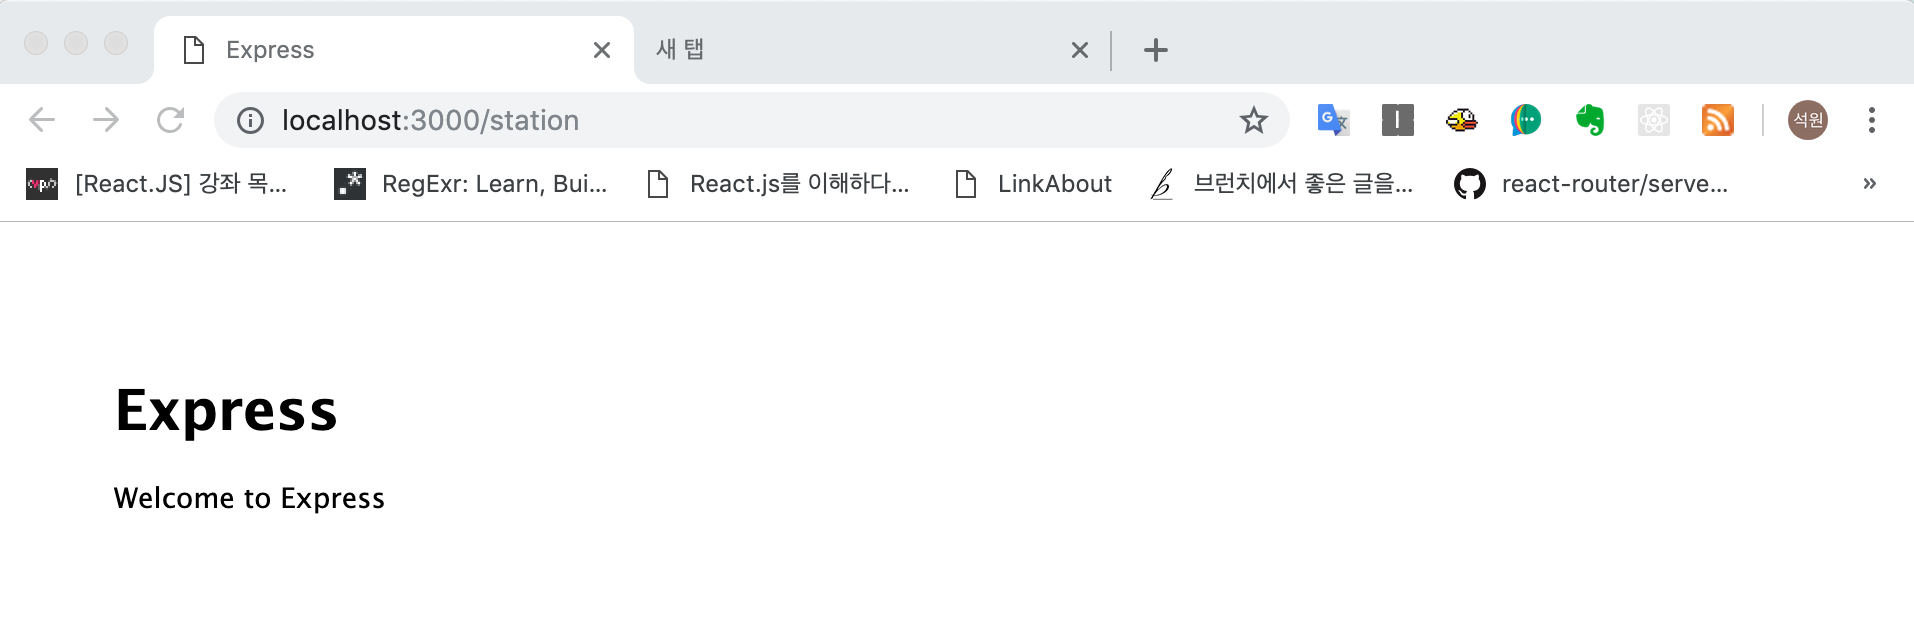 Express
새 탭
localhost:3000/station
석원
[React.JS] 강좌 목...
RegExr: Learn, Bui...
React.js를 이해하다...
LinkAbout
브런치에서 좋은 글을...
react-router/serve...
»
Express
Welcome to Express